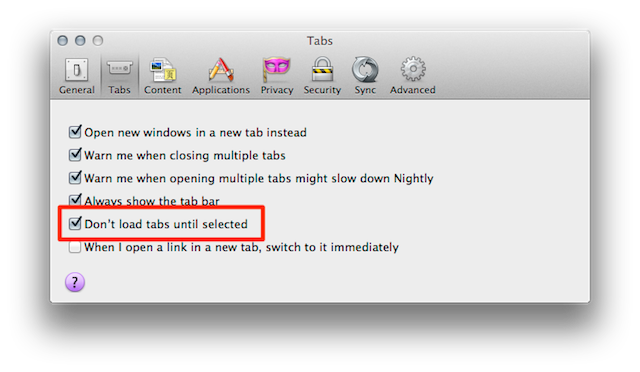 Tabs
General Tabs Content Applications Privacy Security Sync Advanced
Open new windows in a new tab instead
Warn me when closing multiple tabs
Warn me when opening multiple tabs might slow down Nightly
Always show the tab bar
Don't load tabs until selected
When I open a link in a new tab, switch to it immediately
?